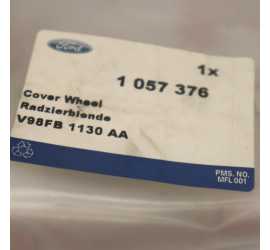 Ford
1x
1 057 376
Cover Wheel
Radzierblende
V98FB 1130 AA
PMS. NO.
MFL001